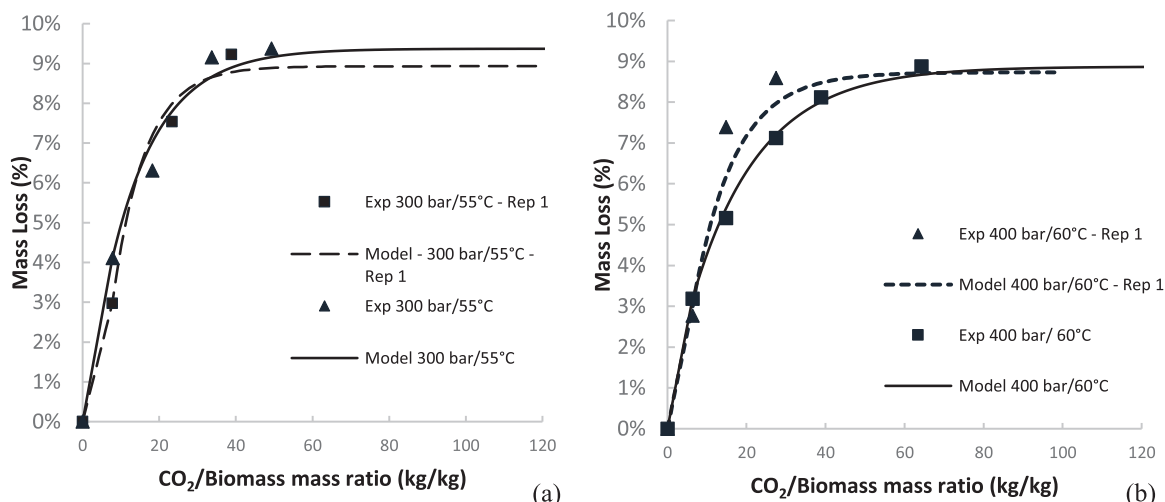 10%
9%
8%
7%
6%
5%
4%
3%
2%
1%
0%
Mass Loss (%)
0 20 40 60 80 100 120
CO₂/Biomass mass ratio (kg/kg)
Exp 300 bar/55°C - Rep 1
Model - 300 bar/55°C -
Rep 1
Exp 300 bar/55°C
Model 300 bar/55°C
(a)
10%
9%
8%
7%
6%
5%
4%
3%
2%
1%
0%
Mass Loss (%)
0 20 40 60 80 100 120
CO₂/Biomass mass ratio (kg/kg)
Exp 400 bar/60°C - Rep 1
Model 400 bar/60°C - Rep 1
Exp 400 bar/ 60°C
Model 400 bar/60°C
(b)